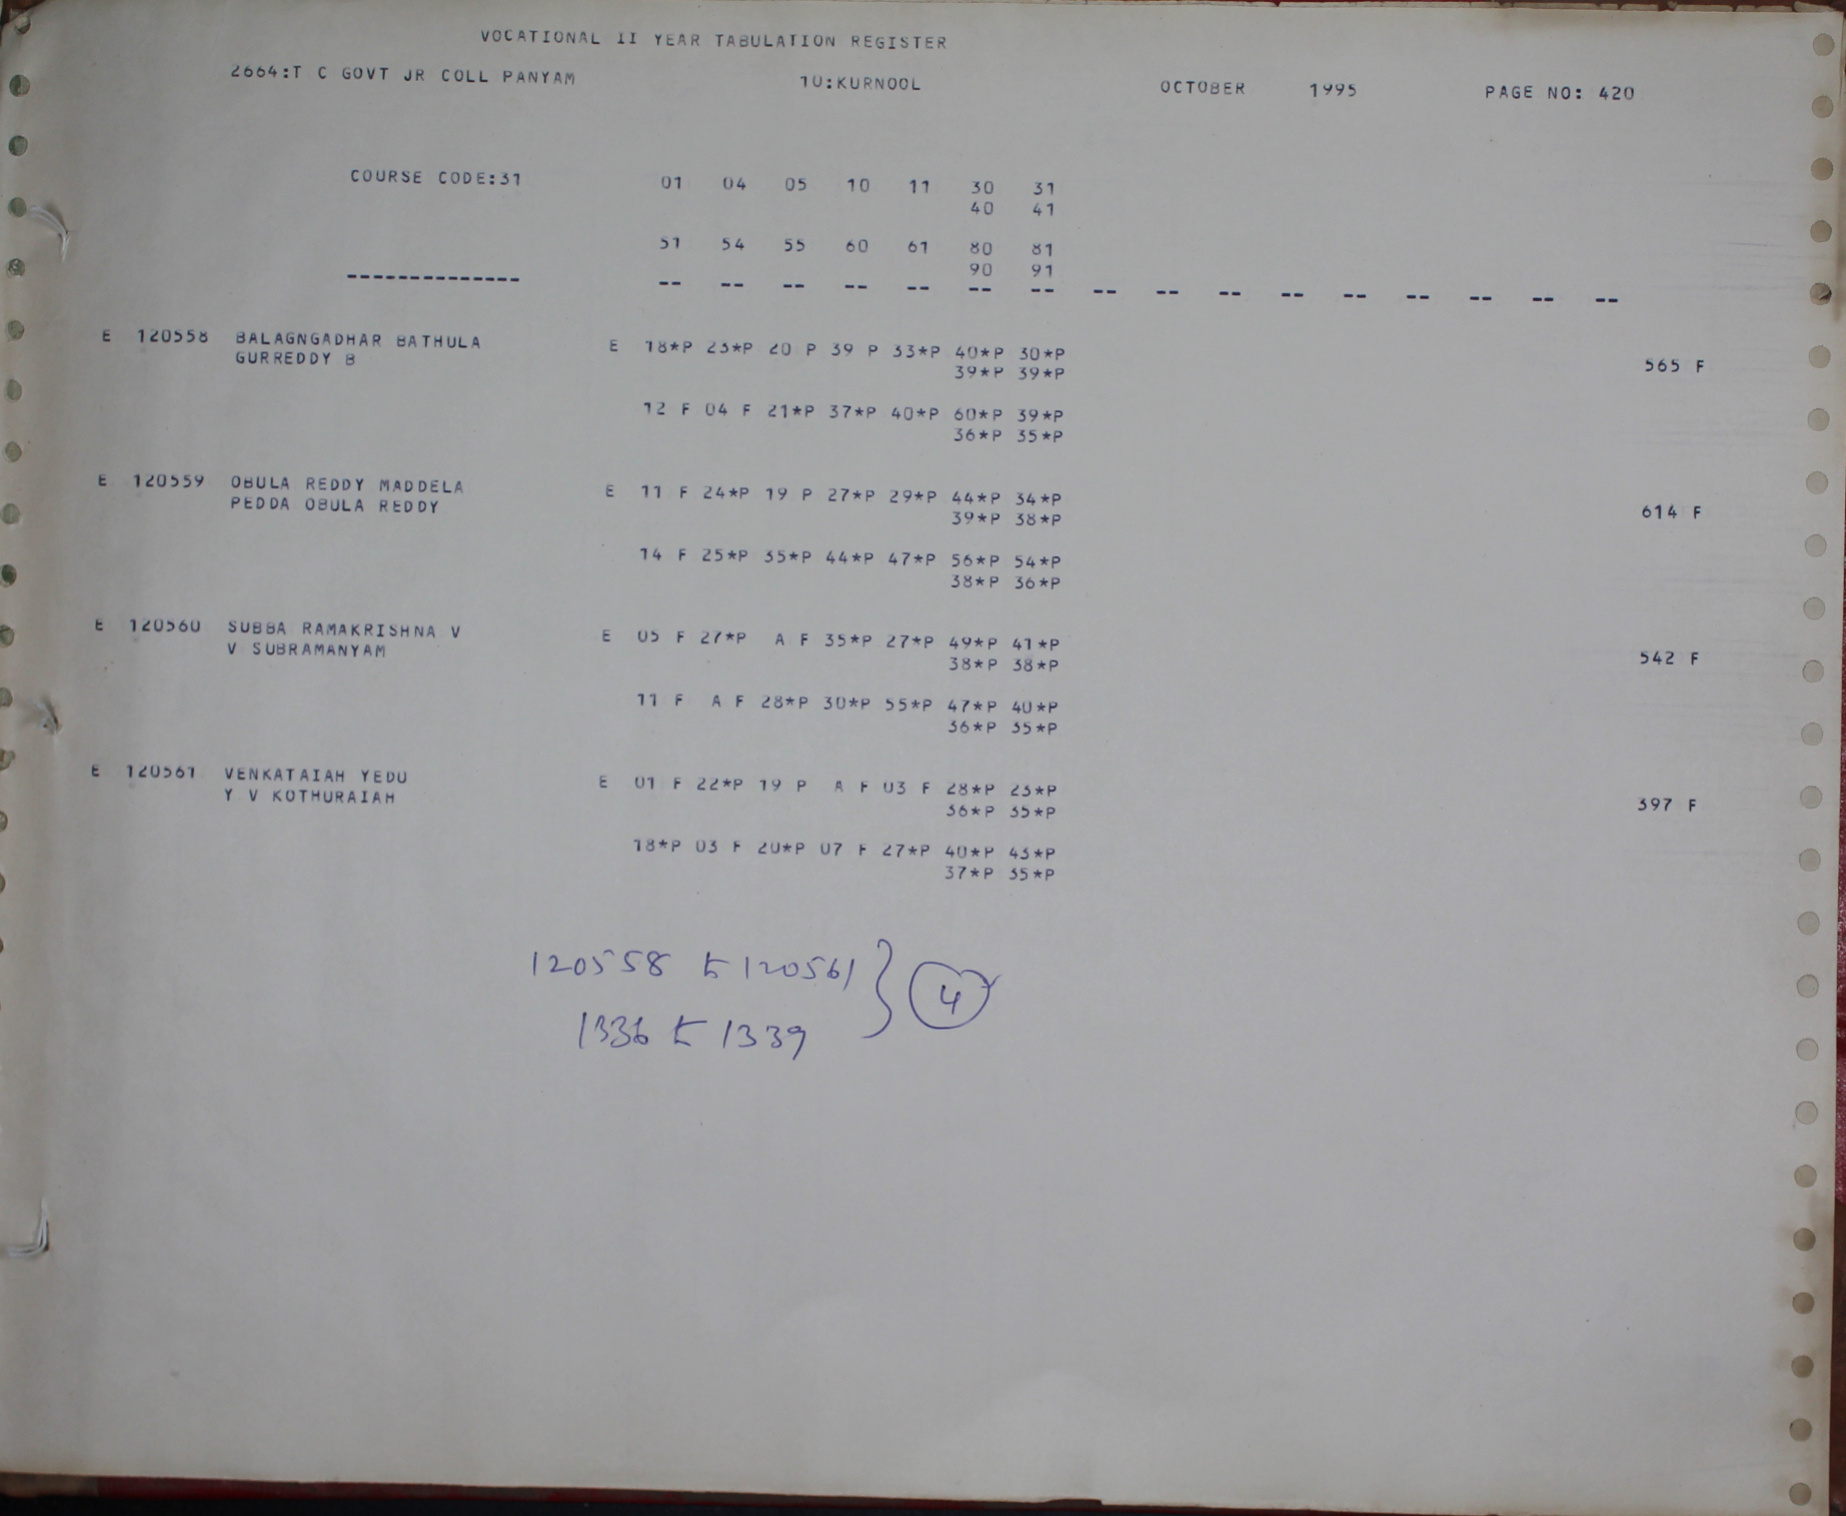 VOCATIONAL II YEAR TABULATION REGISTER
2664:T C GOVT JR COLL PANYAM 10:KURNOOL OCTOBER 1995 PAGE NO: 420
COURSE CODE:31 01 04 05 10 11 30 31
40 41
51 54 55 60 61 80 81
90 91
-------------- -- -- -- -- -- -- -- -- -- -- -- -- -- -- -- --
E 120558 BALAGNGADHAR BATHULA E 18*P 23*P 20 P 39 P 33*P 40*P 30*P
GURREDDY B 39*P 39*P 565 F
12 F 04 F 21*P 37*P 40*P 60*P 39*P
36*P 35*P
E 120559 OBULA REDDY MADDELA E 11 F 24*P 19 P 27*P 29*P 44*P 34*P
PEDDA OBULA REDDY 39*P 38*P 614 F
14 F 25*P 35*P 44*P 47*P 56*P 54*P
38*P 36*P
E 120560 SUBBA RAMAKRISHNA V E 05 F 27*P A F 35*P 27*P 49*P 41*P
V SUBRAMANYAM 38*P 38*P 542 F
11 F A F 28*P 30*P 55*P 47*P 40*P
36*P 35*P
E 120561 VENKATAIAH YEDU E 01 F 22*P 19 P A F 03 F 28*P 23*P
Y V KOTHURAIAH 36*P 35*P 397 F
18*P 03 F 20*P 07 F 27*P 40*P 43*P
37*P 35*P
120558 to 120561
1336 to 1339
4